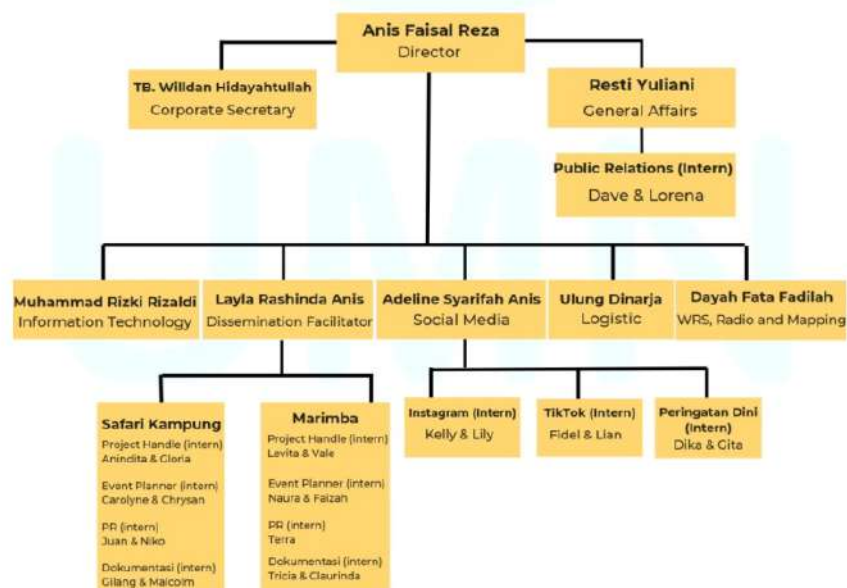 Anis Faisal Reza
Director
TB. Willdan Hidayahtullah
Corporate Secretary
Resti Yuliani
General Affairs
Public Relations (Intern)
Dave & Lorena
Muhammad Rizki Rizaldi
Information Technology
Layla Rashinda Anis
Dissemination Facilitator
Adeline Syarifah Anis
Social Media
Ulung Dinarja
Logistic
Dayah Fata Fadilah
WRS, Radio and Mapping
Safari Kampung
Project Handle (intern)
Anindita & Gloria
Event Planner (intern)
Carolyne & Chrysan
PR (intern)
Juan & Niko
Dokumentasi (intern)
Gilang & Malcolm
Marimba
Project Handle (intern)
Levita & Vale
Event Planner (intern)
Naura & Faizah
PR (intern)
Terra
Dokumentasi (intern)
Tricia & Claurinda
Instagram (Intern)
Kelly & Lily
TikTok (Intern)
Fidel & Lian
Peringatan Dini
(Intern)
Dika & Gita
UMN